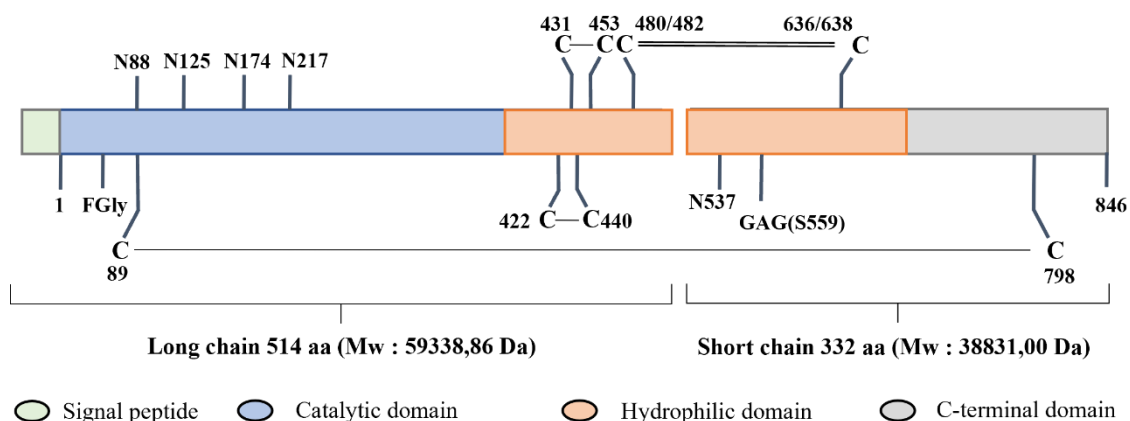 431 453 480/482 636/638
C C C C
N88 N125 N174 N217
1 FGly 422 C C 440 N537 GAG(S559) 846
C C
89 798
Long chain 514 aa (Mw : 59338,86 Da) Short chain 332 aa (Mw : 38831,00 Da)
Signal peptide Catalytic domain Hydrophilic domain C-terminal domain